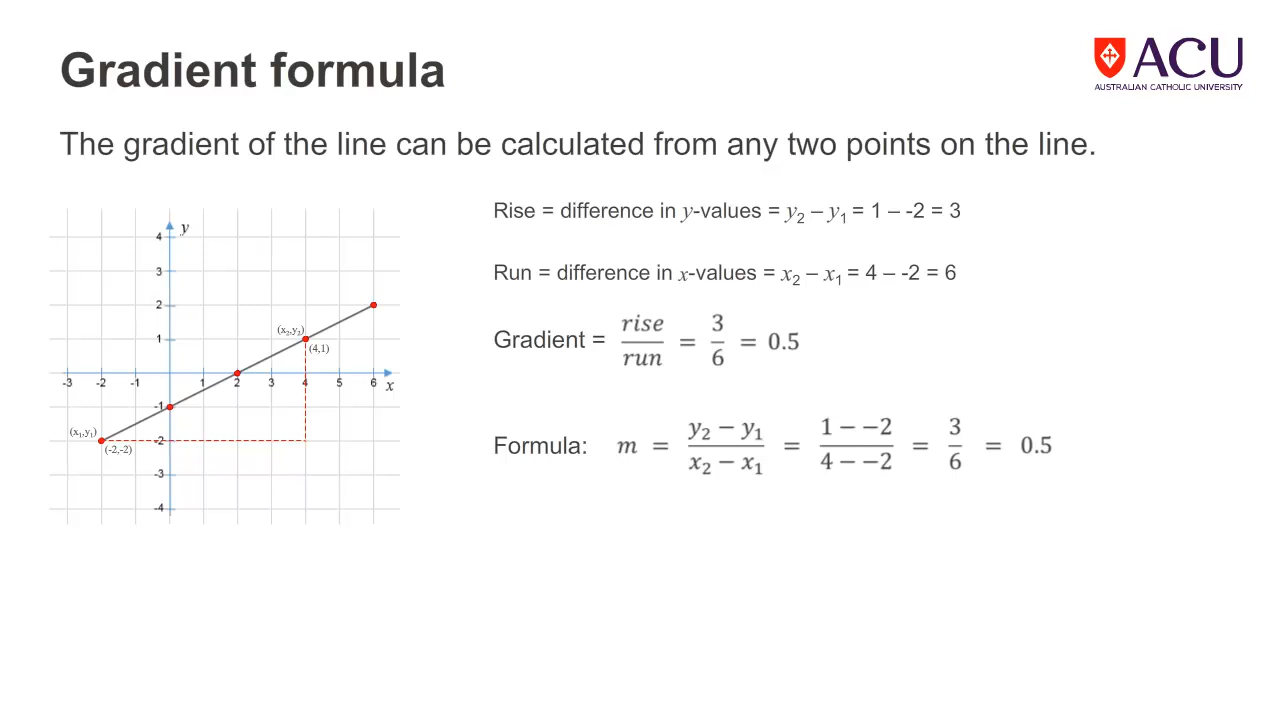 Gradient formula
ACU
AUSTRALIAN CATHOLIC UNIVERSITY
The gradient of the line can be calculated from any two points on the line.
Rise = difference in y-values = y₂ – y₁ = 1 – -2 = 3
Run = difference in x-values = x₂ – x₁ = 4 – -2 = 6
Gradient = rise/run = 3/6 = 0.5
Formula: m = (y₂ − y₁)/(x₂ − x₁) = (1 − −2)/(4 − −2) = 3/6 = 0.5
y
4
3
2
1
(x₂,y₂)
(4,1)
-3 -2 -1 1 2 3 4 5 6 x
-1
(x₁,y₁)
-2
(-2,-2)
-3
-4